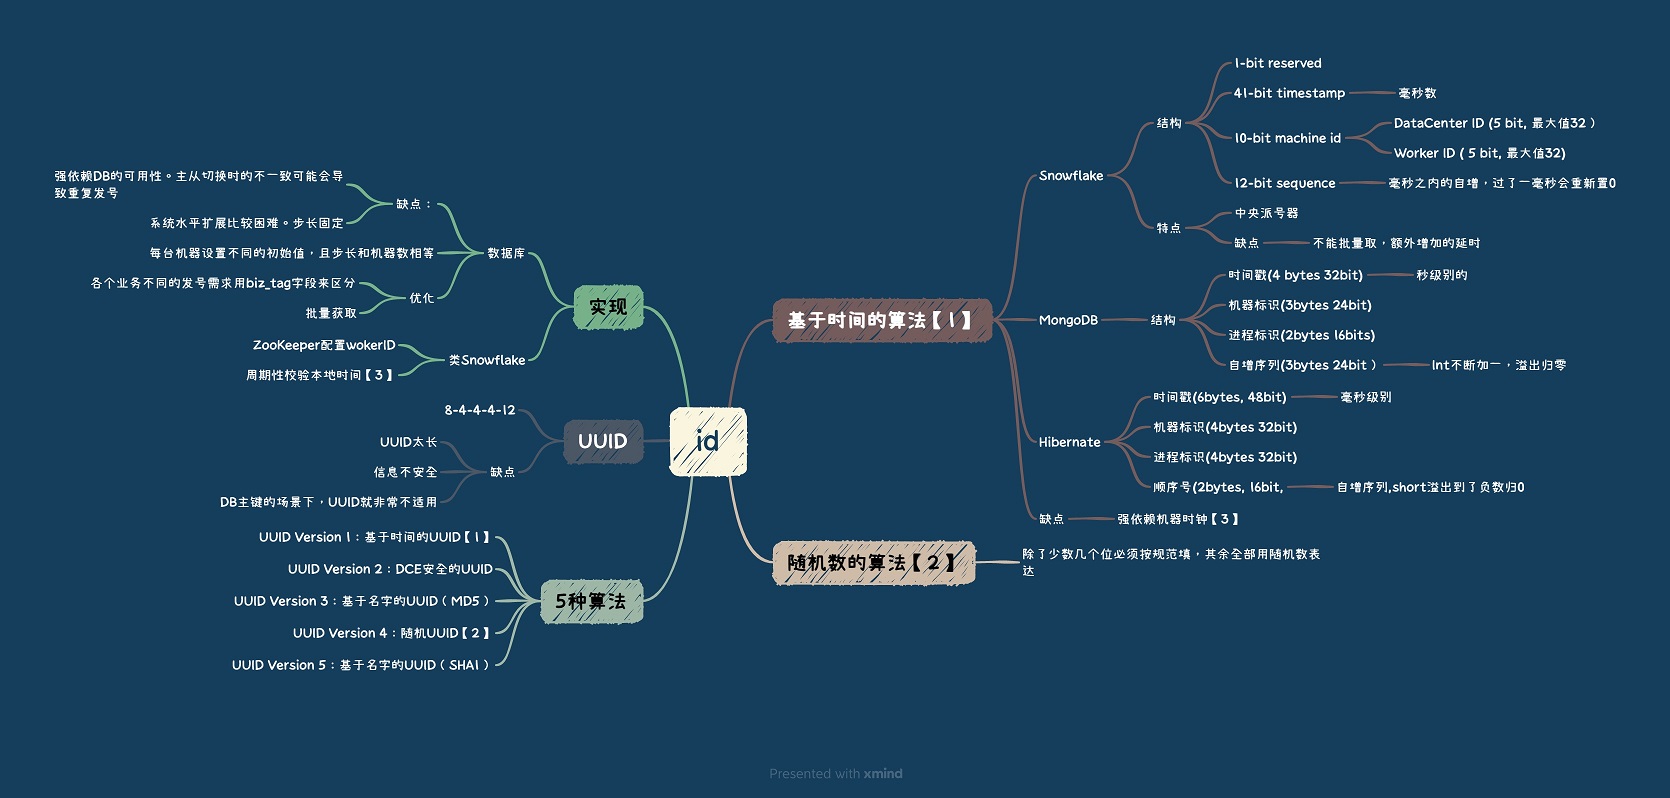 id
基于时间的算法【1】
Snowflake
结构
1-bit reserved
41-bit timestamp
毫秒数
10-bit machine id
DataCenter ID (5 bit, 最大值32 )
Worker ID ( 5 bit, 最大值32)
12-bit sequence
毫秒之内的自增，过了一毫秒会重新置0
特点
中央派号器
缺点
不能批量取，额外增加的延时
MongoDB
结构
时间戳(4 bytes 32bit)
秒级别的
机器标识(3bytes 24bit)
进程标识(2bytes 16bits)
自增序列(3bytes 24bit )
Int不断加一，溢出归零
Hibernate
时间戳(6bytes, 48bit)
毫秒级别
机器标识(4bytes 32bit)
进程标识(4bytes 32bit)
顺序号(2bytes, 16bit,
自增序列,short溢出到了负数归0
缺点
强依赖机器时钟【3】
随机数的算法【2】
除了少数几个位必须按规范填，其余全部用随机数表
达
实现
数据库
缺点：
强依赖DB的可用性。主从切换时的不一致可能会导
致重复发号
系统水平扩展比较困难。步长固定
每台机器设置不同的初始值，且步长和机器数相等
优化
各个业务不同的发号需求用biz_tag字段来区分
批量获取
类Snowflake
ZooKeeper配置wokerID
周期性校验本地时间【3】
UUID
8-4-4-4-12
缺点
UUID太长
信息不安全
DB主键的场景下，UUID就非常不适用
5种算法
UUID Version 1：基于时间的UUID【1】
UUID Version 2：DCE安全的UUID
UUID Version 3：基于名字的UUID（MD5）
UUID Version 4：随机UUID【2】
UUID Version 5：基于名字的UUID（SHA1）
Presented with xmind